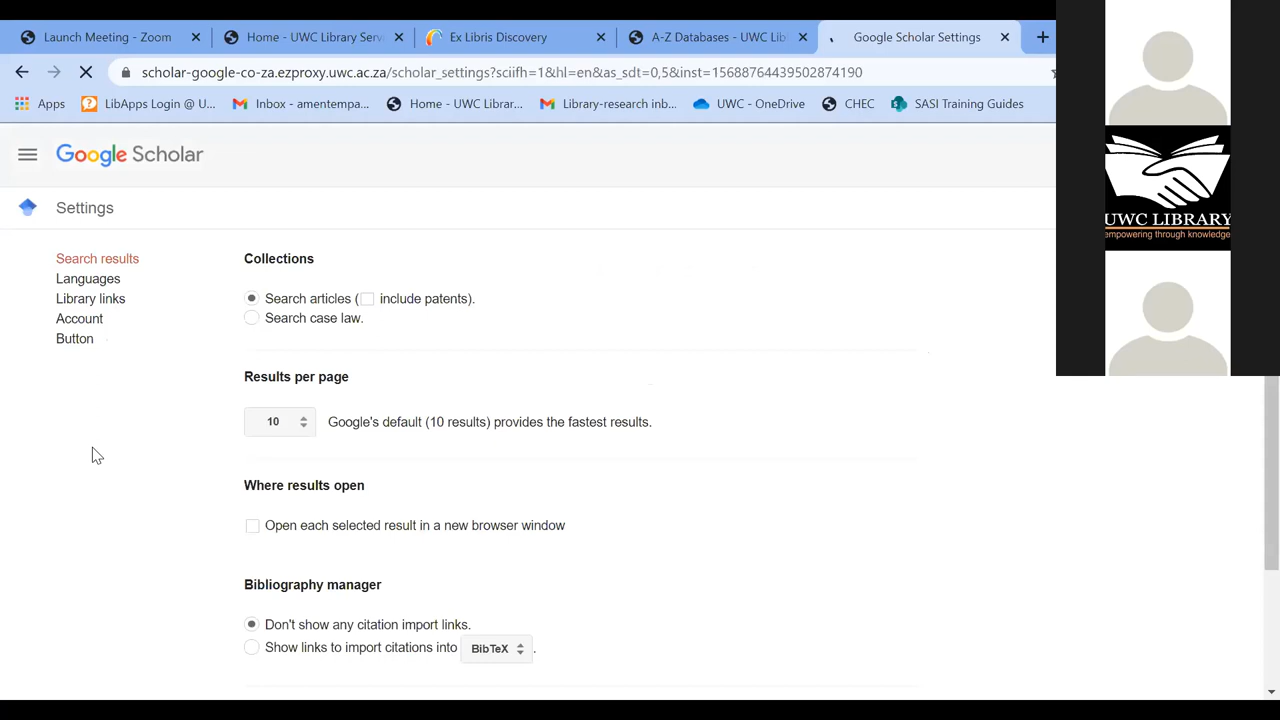 Launch Meeting - Zoom
Home - UWC Library Serv
Ex Libris Discovery
A-Z Databases - UWC Lib
Google Scholar Settings
scholar-google-co-za.ezproxy.uwc.ac.za/scholar_settings?sciifh=1&hl=en&as_sdt=0,5&inst=15688764439502874190
Apps
LibApps Login @ U...
Inbox - amentempa...
Home - UWC Librar...
Library-research inb...
UWC - OneDrive
CHEC
SASI Training Guides
Google Scholar
Settings
Search results
Languages
Library links
Account
Button
Collections
Search articles ( include patents).
Search case law.
Results per page
10 Google's default (10 results) provides the fastest results.
Where results open
Open each selected result in a new browser window
Bibliography manager
Don't show any citation import links.
Show links to import citations into BibTeX .
UWC LIBRARY
empowering through knowledge